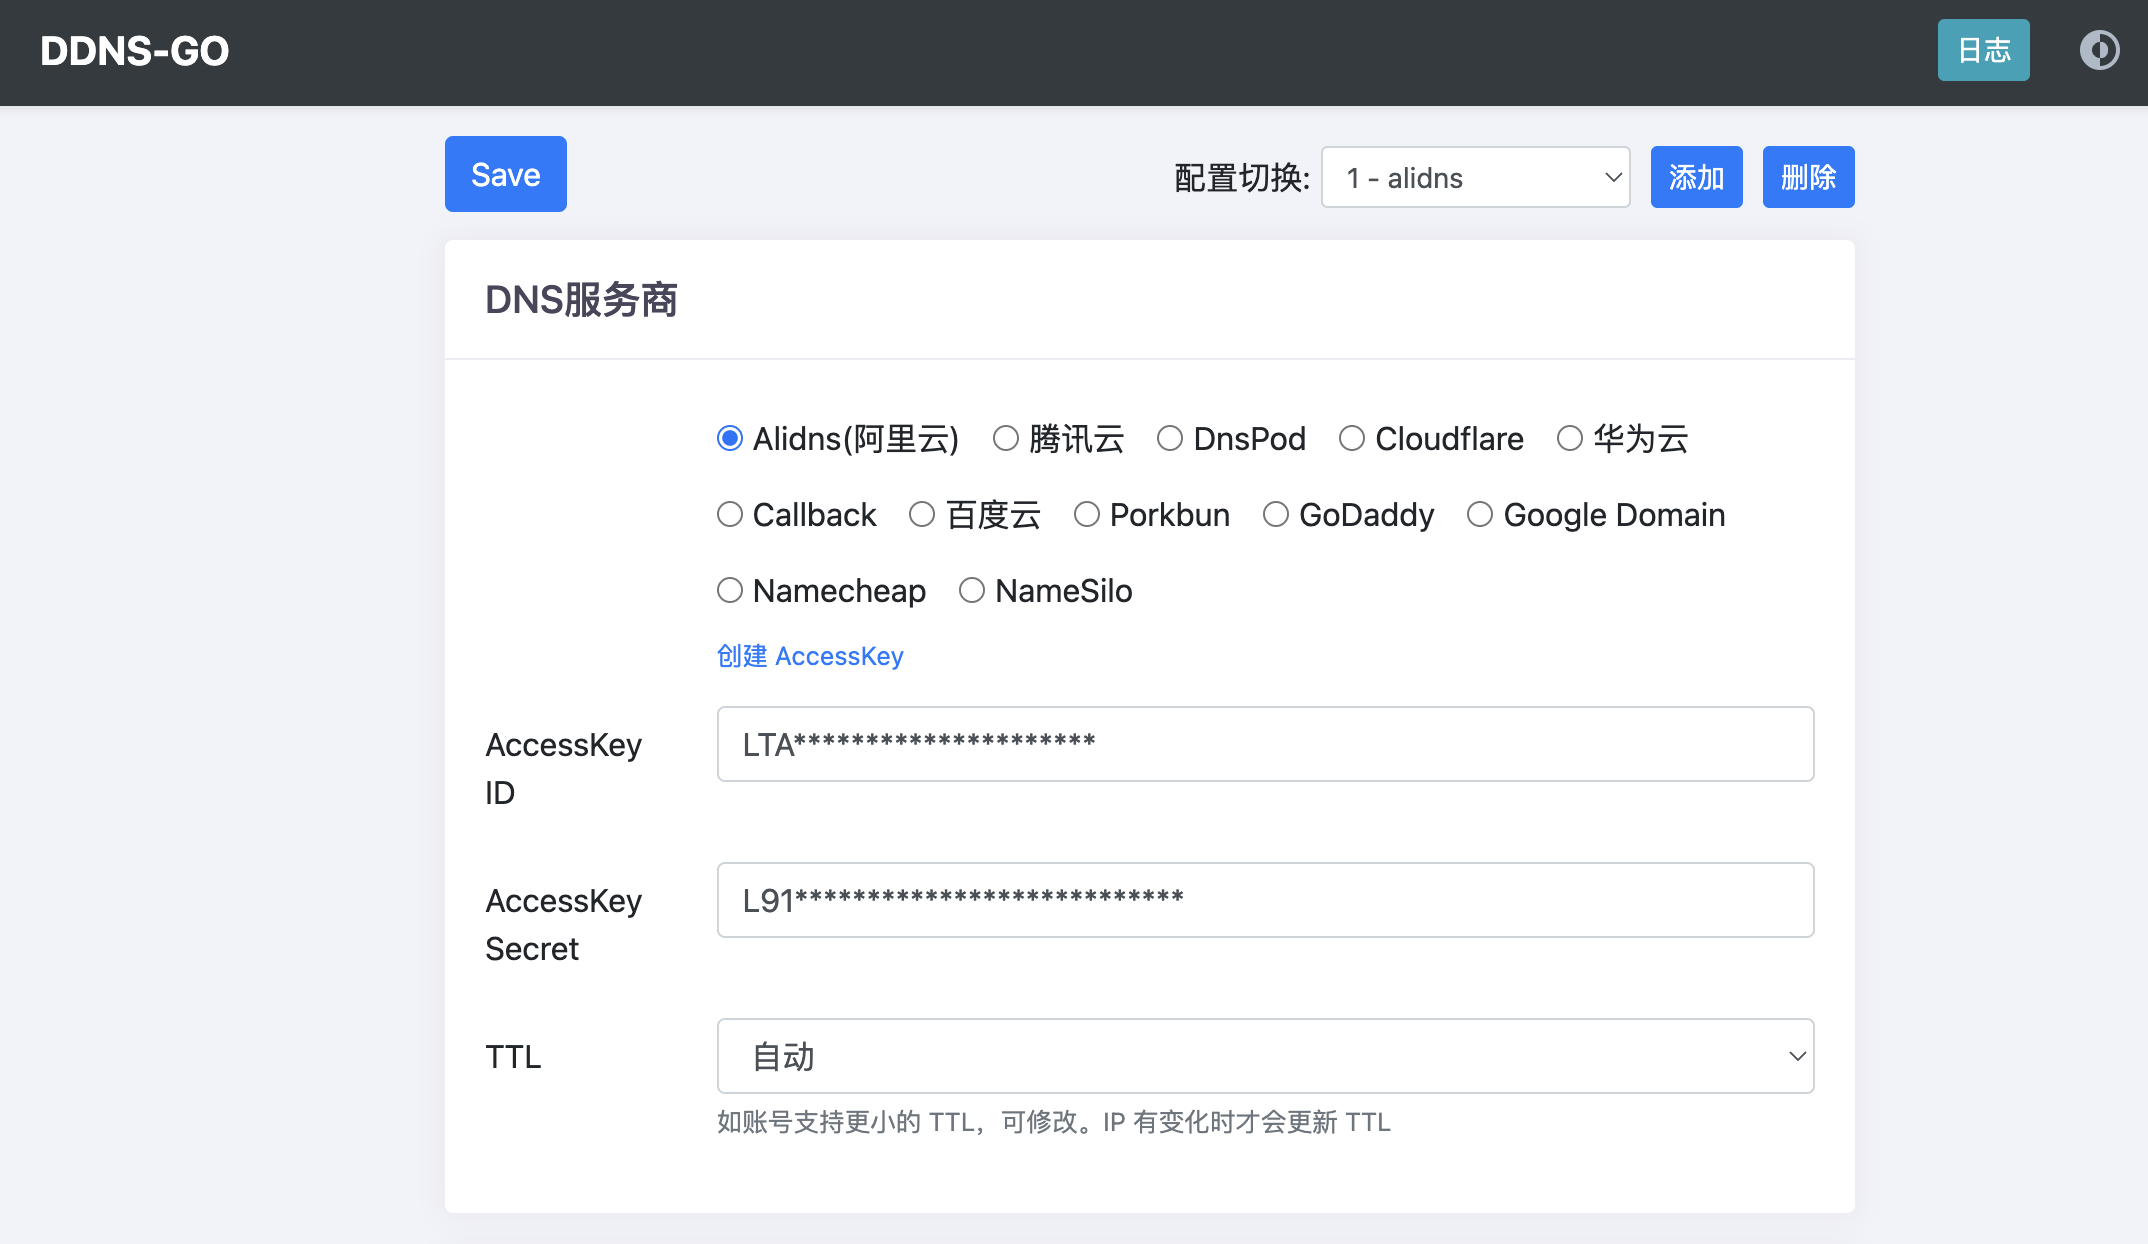 DDNS-GO 日志
Save 配置切换: 1 - alidns 添加 删除
DNS服务商
Alidns(阿里云) 腾讯云 DnsPod Cloudflare 华为云
Callback 百度云 Porkbun GoDaddy Google Domain
Namecheap NameSilo
创建 AccessKey
AccessKey
ID
LTA*********************
AccessKey
Secret
L91***************************
TTL 自动
如账号支持更小的 TTL，可修改。IP 有变化时才会更新 TTL